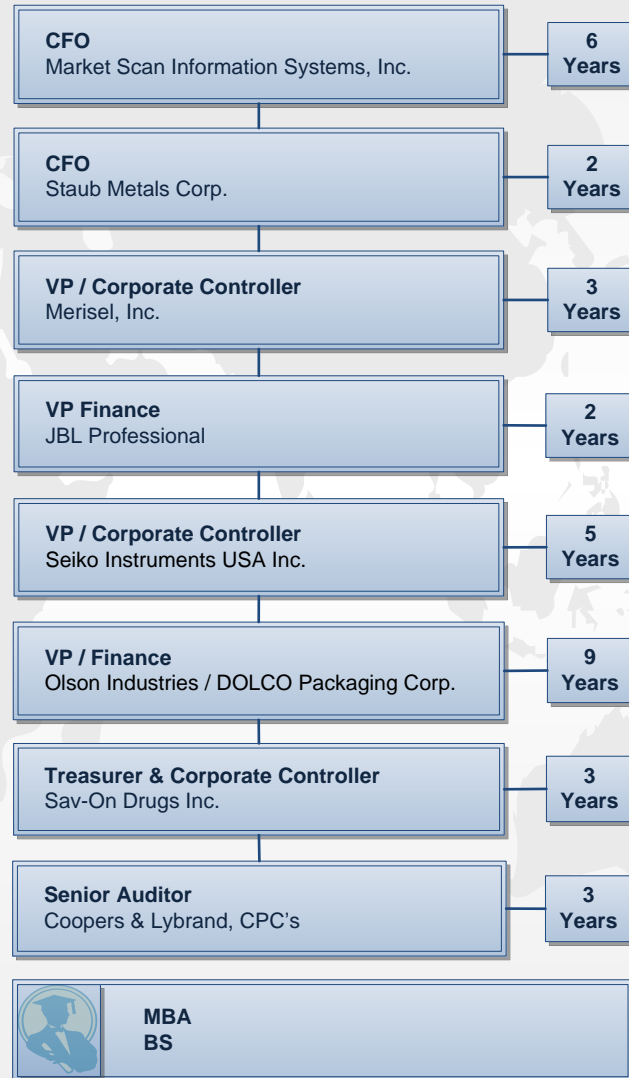 CFO
Market Scan Information Systems, Inc.
6
Years
CFO
Staub Metals Corp.
2
Years
VP / Corporate Controller
Merisel, Inc.
3
Years
VP Finance
JBL Professional
2
Years
VP / Corporate Controller
Seiko Instruments USA Inc.
5
Years
VP / Finance
Olson Industries / DOLCO Packaging Corp.
9
Years
Treasurer & Corporate Controller
Sav-On Drugs Inc.
3
Years
Senior Auditor
Coopers & Lybrand, CPC's
3
Years
MBA
BS